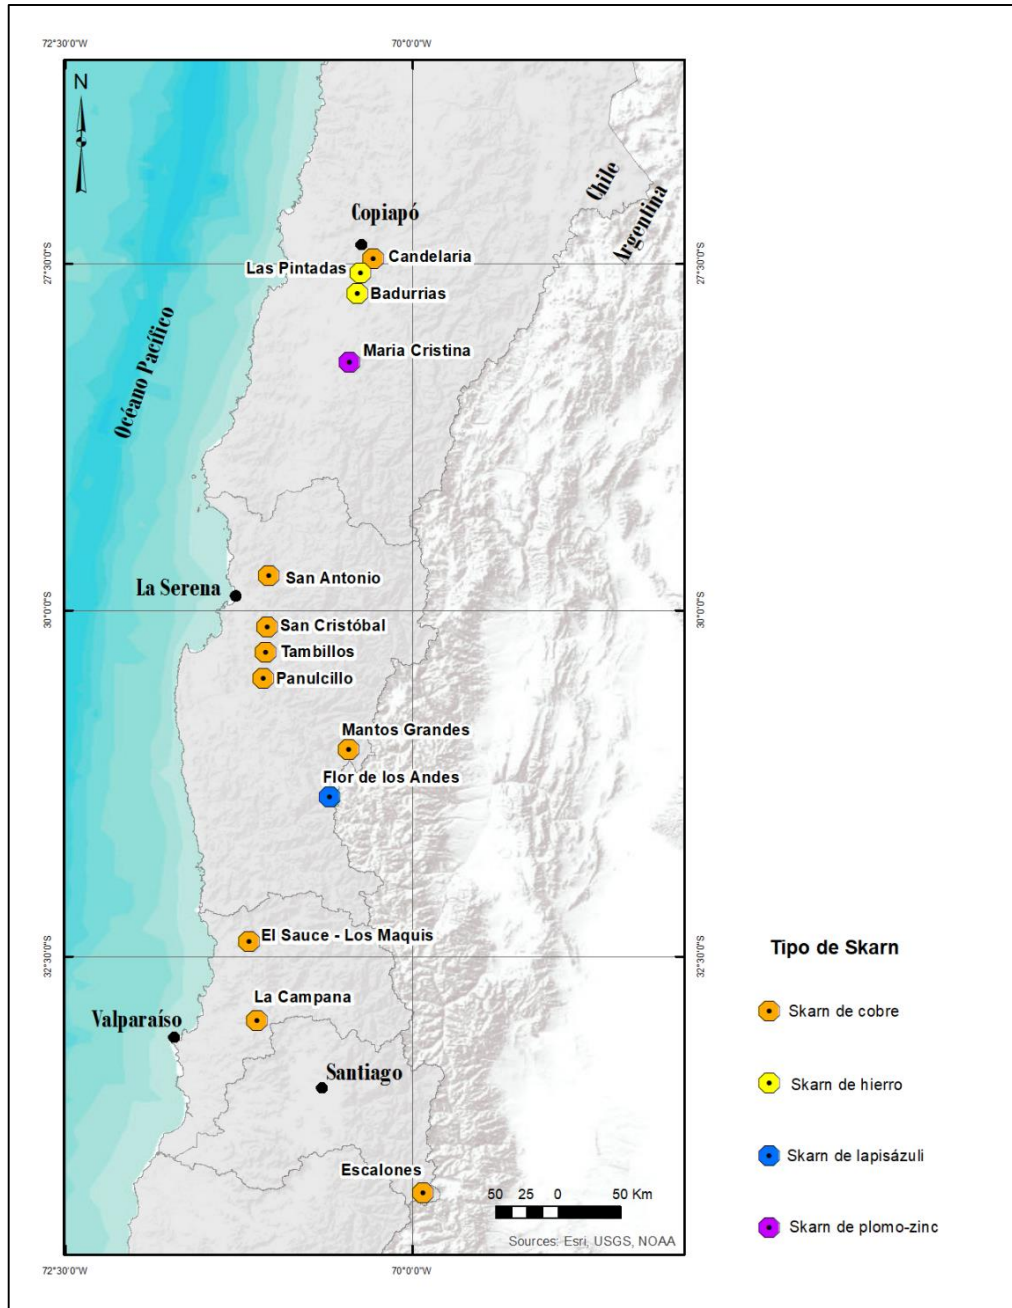 72°30'0"W
70°0'0"W
N
Chile
Argentina
Copiapó
Candelaria
27°30'0"S
27°30'0"S
Las Pintadas
Badurrias
Océano Pacífico
Maria Cristina
San Antonio
La Serena
30°0'0"S
30°0'0"S
San Cristóbal
Tambillos
Panulcillo
Mantos Grandes
Flor de los Andes
El Sauce - Los Maquis
32°30'0"S
32°30'0"S
La Campana
Valparaíso
Santiago
Escalones
50 25 0 50 Km
Sources: Esri, USGS, NOAA
72°30'0"W
70°0'0"W
Tipo de Skarn
Skarn de cobre
Skarn de hierro
Skarn de lapisázuli
Skarn de plomo-zinc